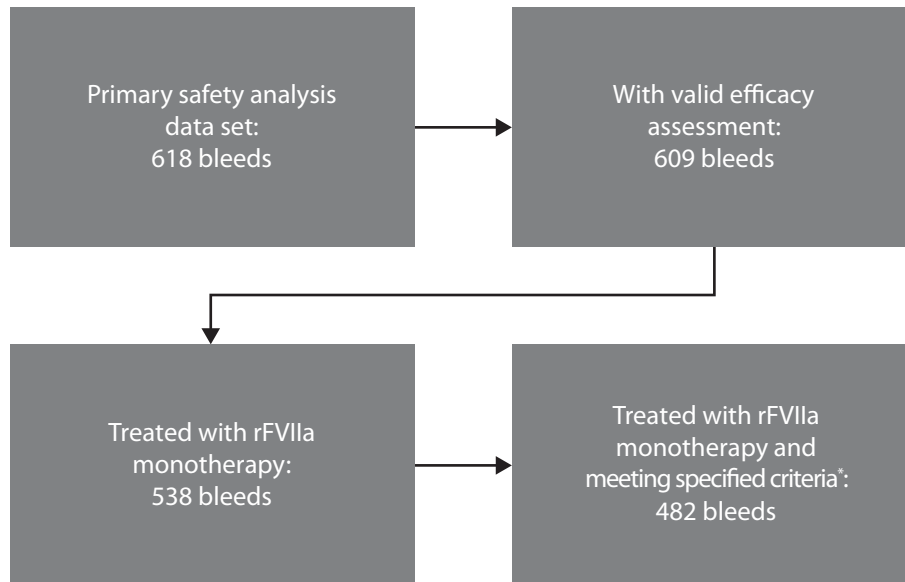 Primary safety analysis
data set:
618 bleeds
With valid efficacy
assessment:
609 bleeds
Treated with rFVIIa
monotherapy:
538 bleeds
Treated with rFVIIa
monotherapy and
meeting specified criteria*:
482 bleeds